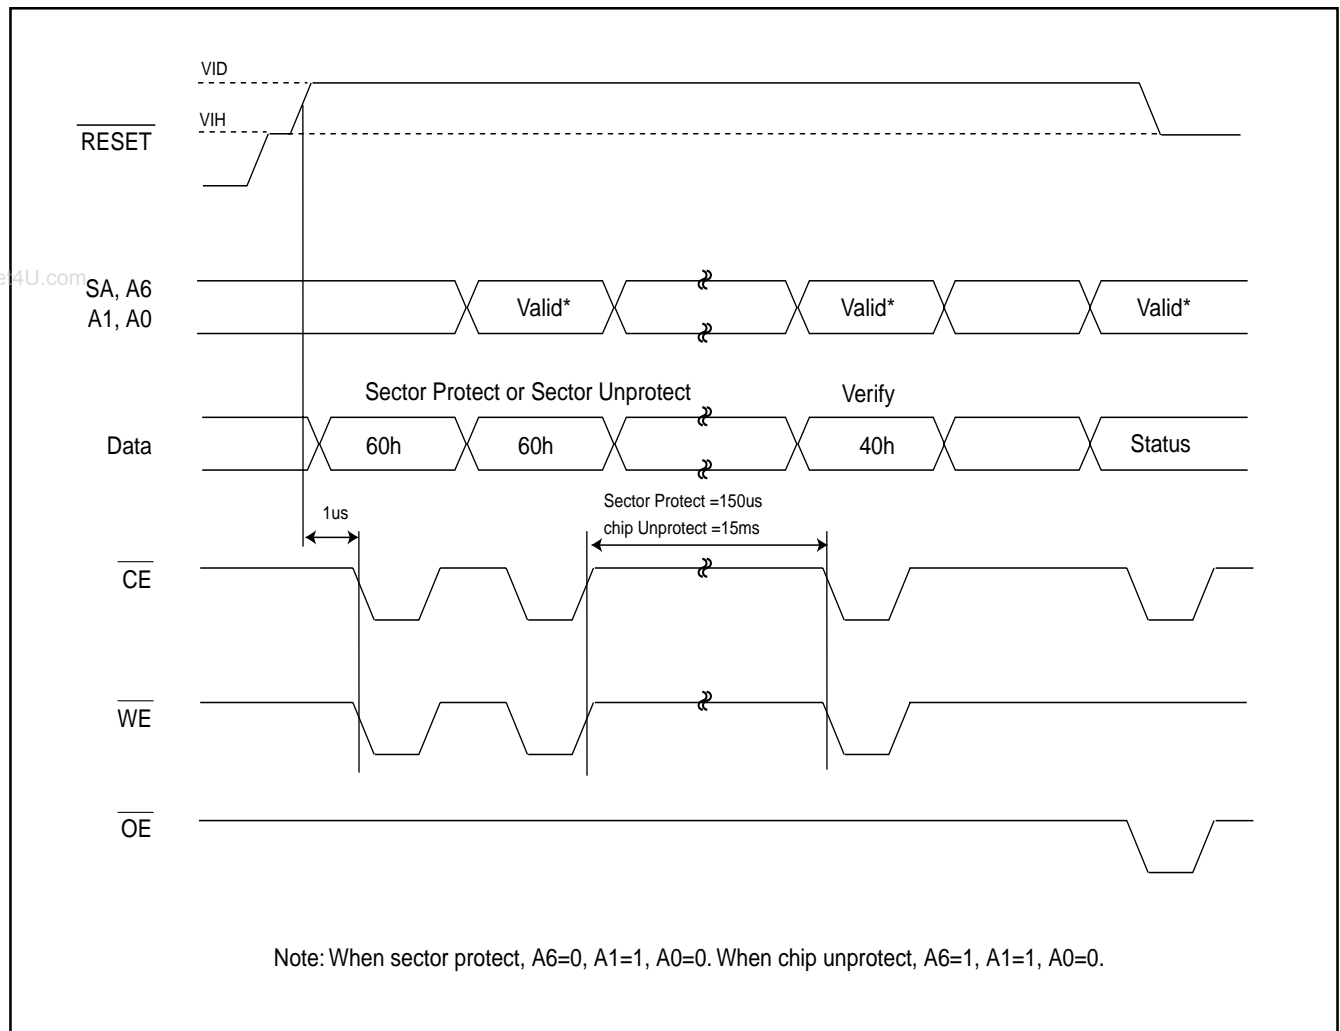 VID
VIH
RESET
et4U.com
SA, A6
A1, A0
Valid*
Valid*
Valid*
Sector Protect or Sector Unprotect
Verify
Data
60h
60h
40h
Status
1us
Sector Protect =150us
chip Unprotect =15ms
CE
WE
OE
Note: When sector protect, A6=0, A1=1, A0=0. When chip unprotect, A6=1, A1=1, A0=0.